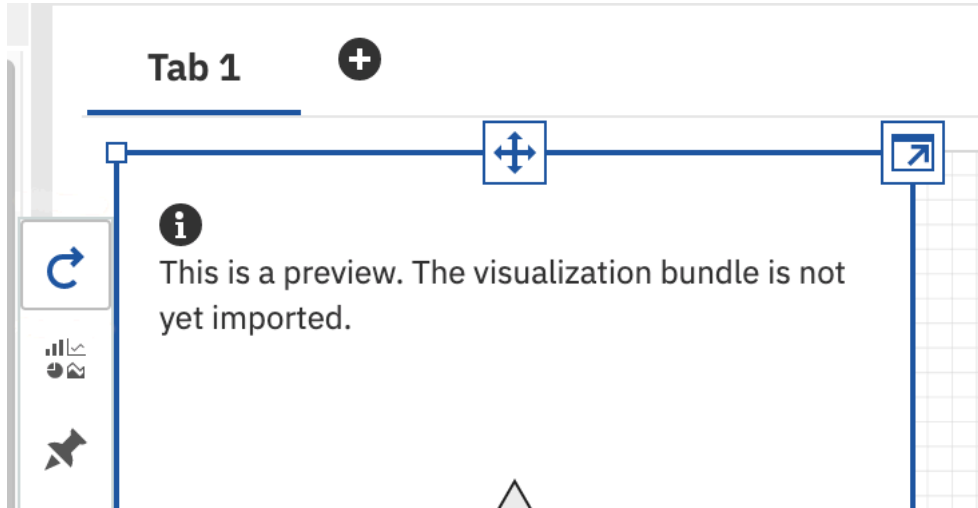 Tab 1
This is a preview. The visualization bundle is not
yet imported.